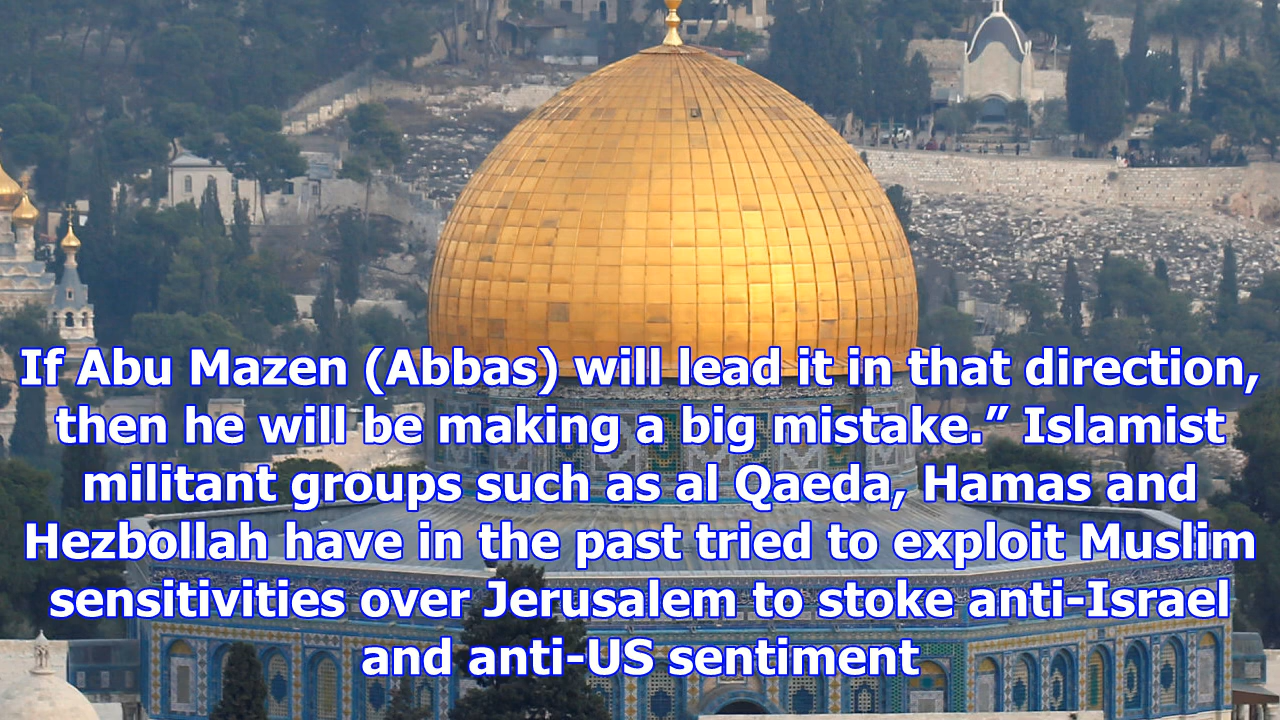 If Abu Mazen (Abbas) will lead it in that direction,
then he will be making a big mistake.” Islamist
militant groups such as al Qaeda, Hamas and
Hezbollah have in the past tried to exploit Muslim
sensitivities over Jerusalem to stoke anti-Israel
and anti-US sentiment